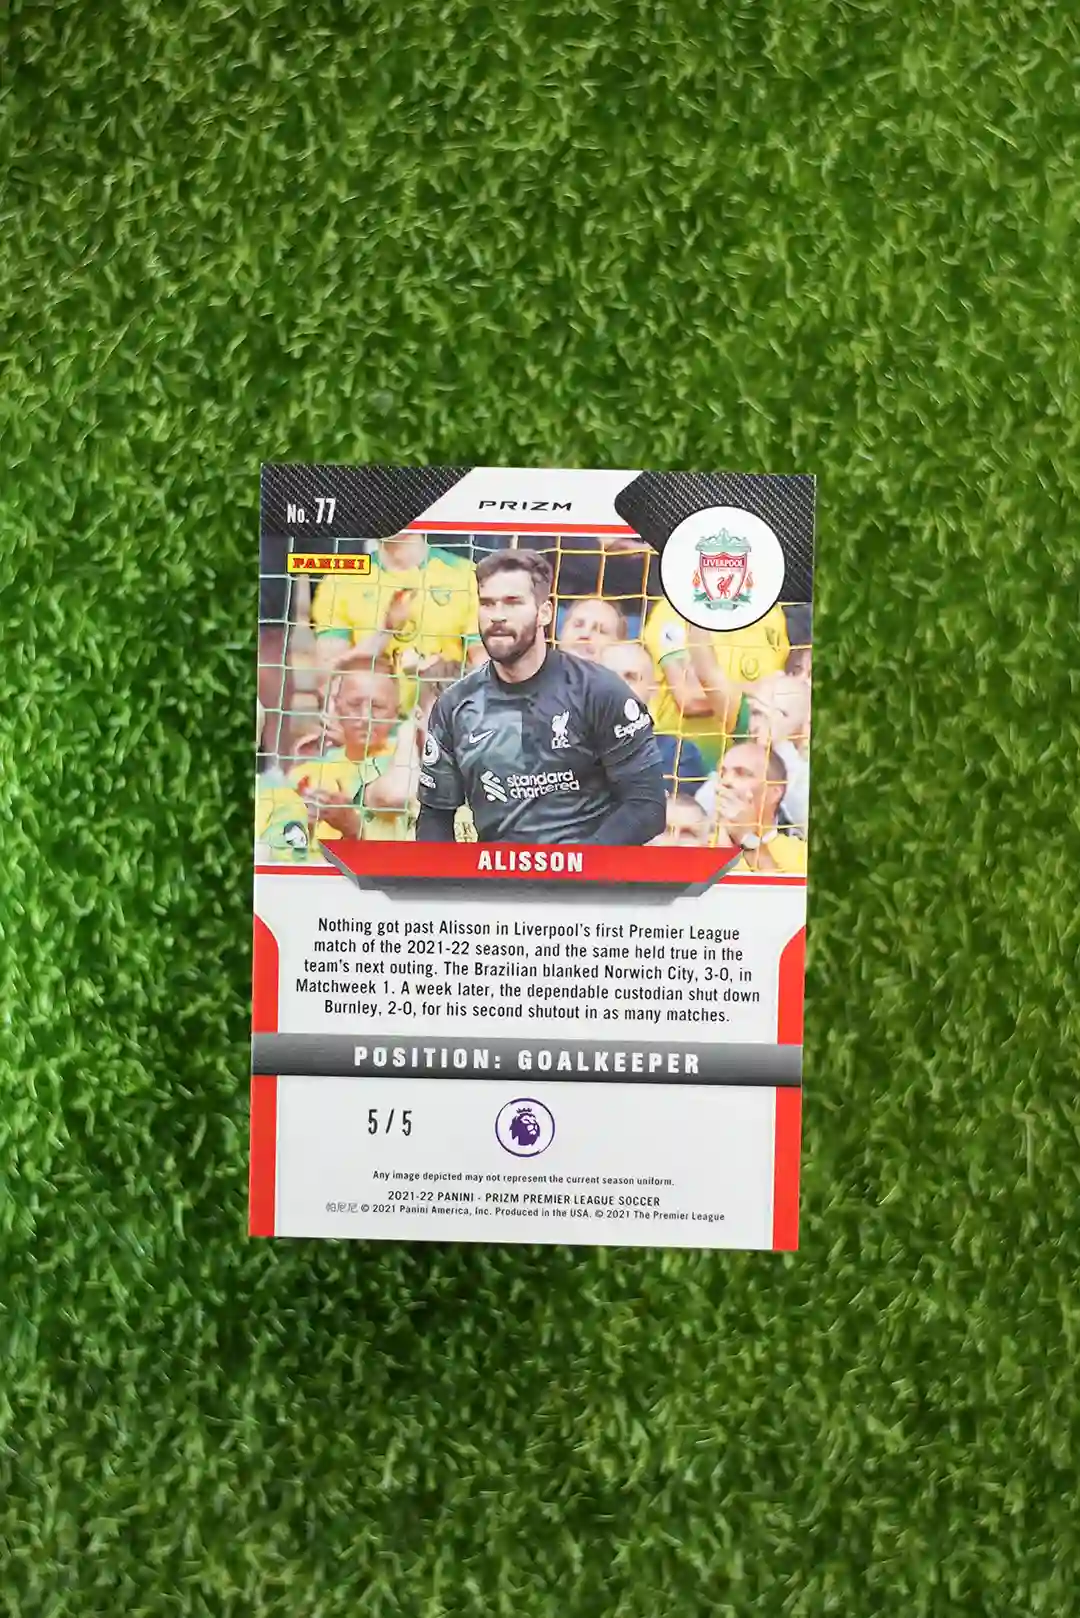 No. 77
PRIZM
PANINI
LIVERPOOL
L.F.C.
standard
chartered
ALISSON
Nothing got past Alisson in Liverpool's first Premier League
match of the 2021-22 season, and the same held true in the
team's next outing. The Brazilian blanked Norwich City, 3-0, in
Matchweek 1. A week later, the dependable custodian shut down
Burnley, 2-0, for his second shutout in as many matches.
POSITION: GOALKEEPER
5/5
Any image depicted may not represent the current season uniform.
2021-22 PANINI - PRIZM PREMIER LEAGUE SOCCER
帕尼尼 © 2021 Panini America, Inc. Produced in the USA. © 2021 The Premier League